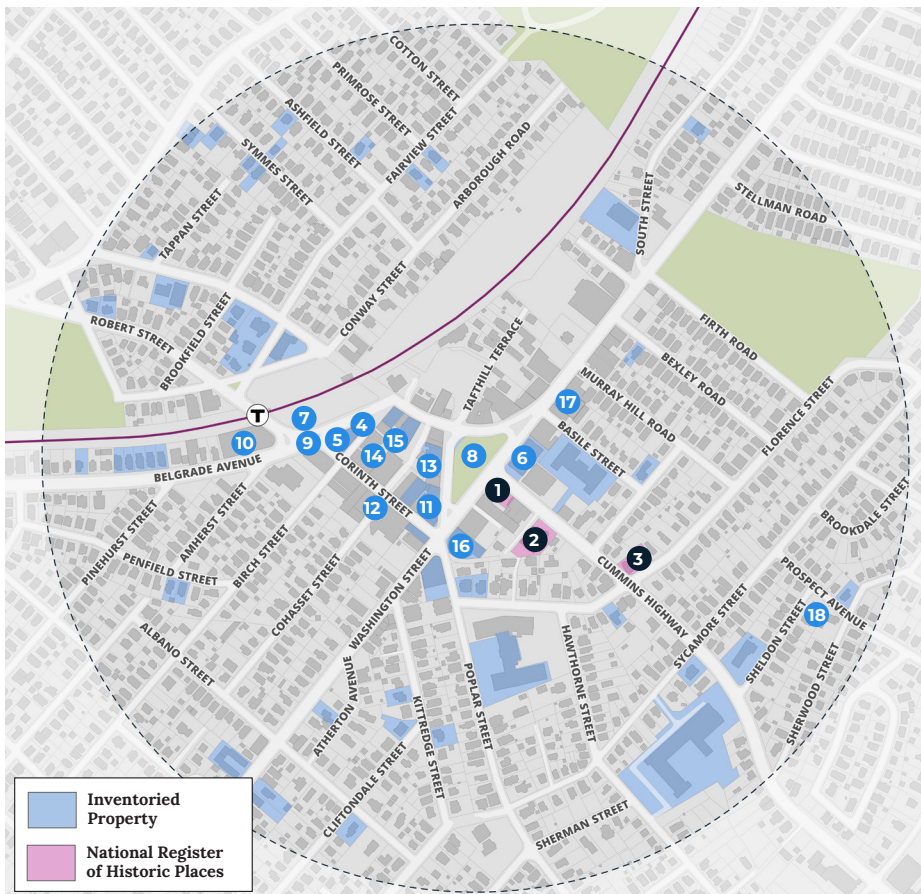 COTTON STREET
PRIMROSE STREET
ASHFIELD STREET
FAIRVIEW STREET
SYMMES STREET
ARBOROUGH ROAD
SOUTH STREET
STELLMAN ROAD
TAPPAN STREET
CONWAY STREET
ROBERT STREET
BROOKFIELD STREET
TAFTHILL TERRACE
FIRTH ROAD
BEXLEY ROAD
MURRAY HILL ROAD
FLORENCE STREET
17
T
7
4
10
9
5
15
14
13
8
6
BASILE STREET
BELGRADE AVENUE
CORINTH STREET
1
12
11
2
16
3
BROOKDALE STREET
PINEHURST STREET
AMHERST STREET
PENFIELD STREET
BIRCH STREET
COHASSET STREET
WASHINGTON STREET
CUMMINS HIGHWAY
PROSPECT AVENUE
18
SHELDON STREET
SYCAMORE STREET
SHERWOOD STREET
ALBANO STREET
ATHERTON AVENUE
KITTREDGE STREET
POPLAR STREET
HAWTHORNE STREET
CLIFTONDALE STREET
SHERMAN STREET
Inventoried
Property
National Register
of Historic Places